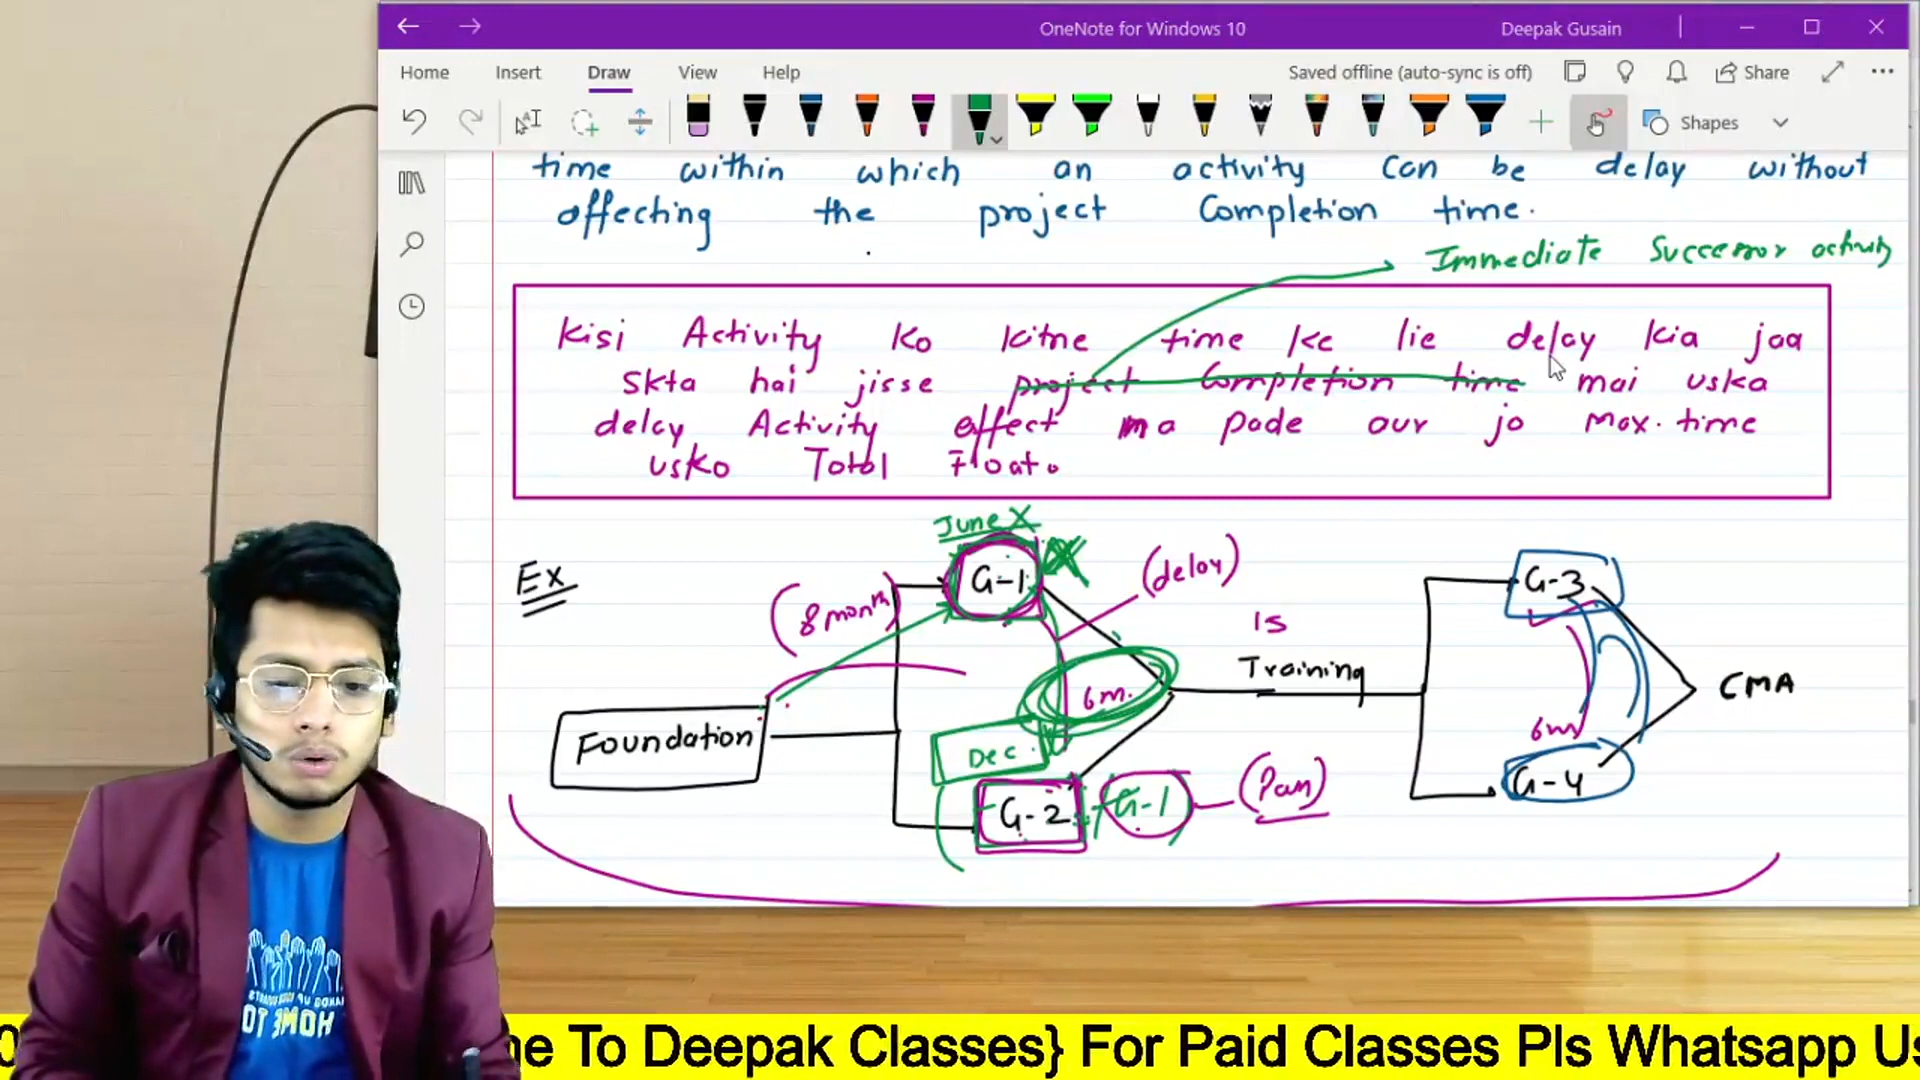 OneNote for Windows 10
Deepak Gusain
Home Insert Draw View Help
Saved offline (auto-sync is off) Share
Shapes
time within which an activity can be delay without
affecting the project Completion time.
Immediate Successor activity
Kisi Activity Ko Kitne time ke lie delay kia jaa
Skta hai jisse project Completion time mai uska
delay Activity effect na pade our jo max. time
usko Total Float.
Ex
June X
G-1
(8 month)
(delay)
6m.
Foundation
Dec
G-2
G-1
(Pass)
Is
Training
G-3
6m
G-4
CMA
me To Deepak Classes} For Paid Classes Pls Whatsapp Us